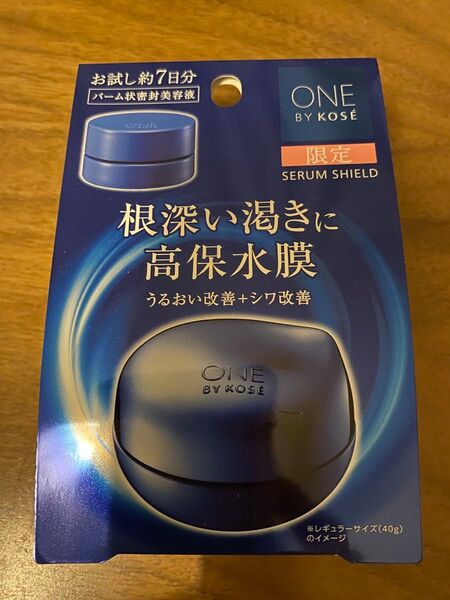 お試し約7日分
バーム状密封美容液
ONE
BY KOSÉ
限定
SERUM SHIELD
根深い渇きに
高保水膜
うるおい改善+シワ改善
ONE
BY KOSÉ
※レギュラーサイズ(40g)
のイメージ